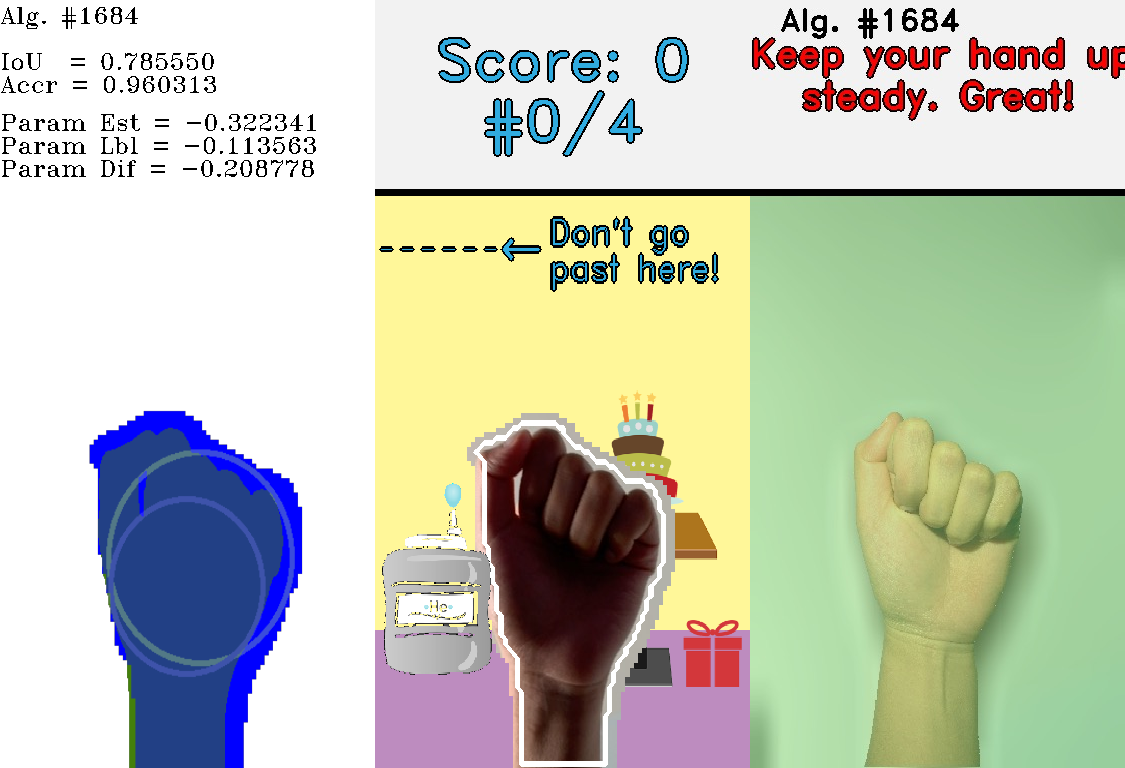 Alg. #1684
IoU = 0.785550
Accr = 0.960313
Param Est = −0.322341
Param Lbl = −0.113563
Param Dif = −0.208778
Score: 0
#0/4
Don't go
past here!
Alg. #1684
Keep your hand up
steady. Great!